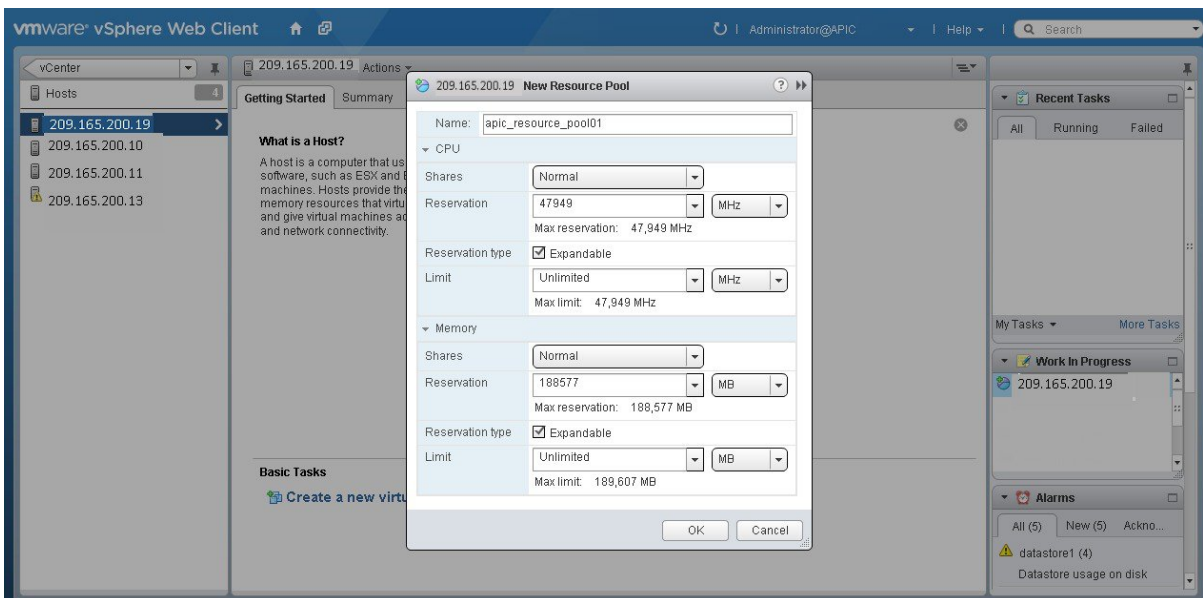 vmware® vSphere Web Client
Administrator@APIC
Help
Search
vCenter
Hosts 4
209.165.200.19
209.165.200.10
209.165.200.11
209.165.200.13
209.165.200.19 Actions
Getting Started Summary
What is a Host?
A host is a computer that us
software, such as ESX and E
machines. Hosts provide the
memory resources that virtu
and give virtual machines ac
and network connectivity.
Basic Tasks
Create a new virtu
209.165.200.19 New Resource Pool
Name: apic_resource_pool01
CPU
Shares Normal
Reservation 47949 MHz
Max reservation: 47,949 MHz
Reservation type Expandable
Limit Unlimited MHz
Max limit: 47,949 MHz
Memory
Shares Normal
Reservation 188577 MB
Max reservation: 188,577 MB
Reservation type Expandable
Limit Unlimited MB
Max limit: 189,607 MB
OK Cancel
Recent Tasks
All Running Failed
My Tasks More Tasks
Work In Progress
209.165.200.19
Alarms
All (5) New (5) Ackno...
datastore1 (4)
Datastore usage on disk